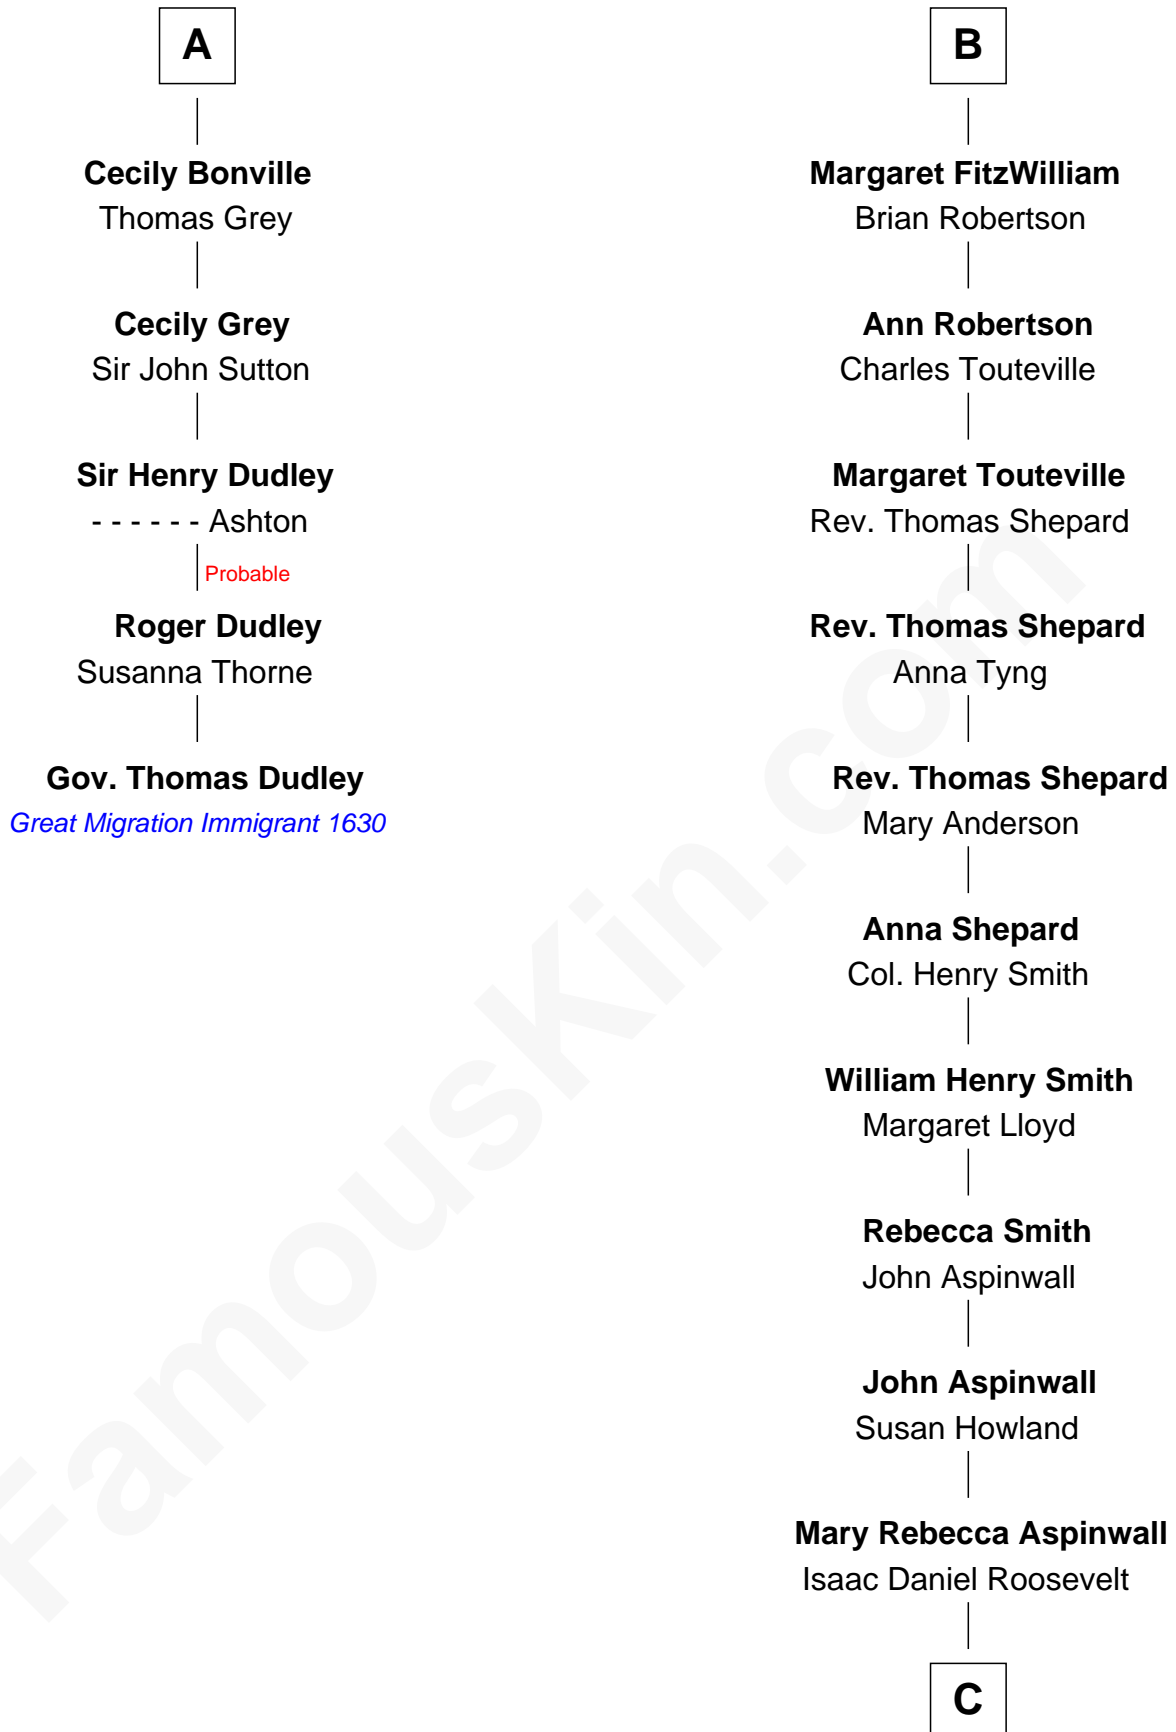 A
Cecily Bonville
Thomas Grey
Cecily Grey
Sir John Sutton
Sir Henry Dudley
- - - - - - Ashton
Probable
Roger Dudley
Susanna Thorne
Gov. Thomas Dudley
Great Migration Immigrant 1630
B
Margaret FitzWilliam
Brian Robertson
Ann Robertson
Charles Touteville
Margaret Touteville
Rev. Thomas Shepard
Rev. Thomas Shepard
Anna Tyng
Rev. Thomas Shepard
Mary Anderson
Anna Shepard
Col. Henry Smith
William Henry Smith
Margaret Lloyd
Rebecca Smith
John Aspinwall
John Aspinwall
Susan Howland
Mary Rebecca Aspinwall
Isaac Daniel Roosevelt
C
FamousKin.com